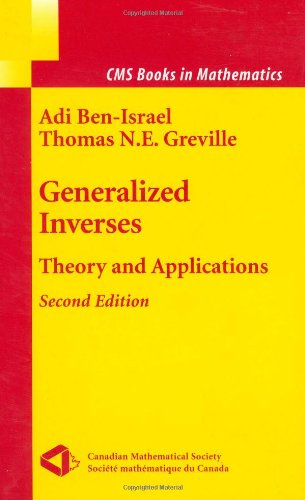 CMS Books in Mathematics
Adi Ben-Israel
Thomas N.E. Greville
Generalized
Inverses
Theory and Applications
Second Edition
Canadian Mathematical Society
Société mathématique du Canada